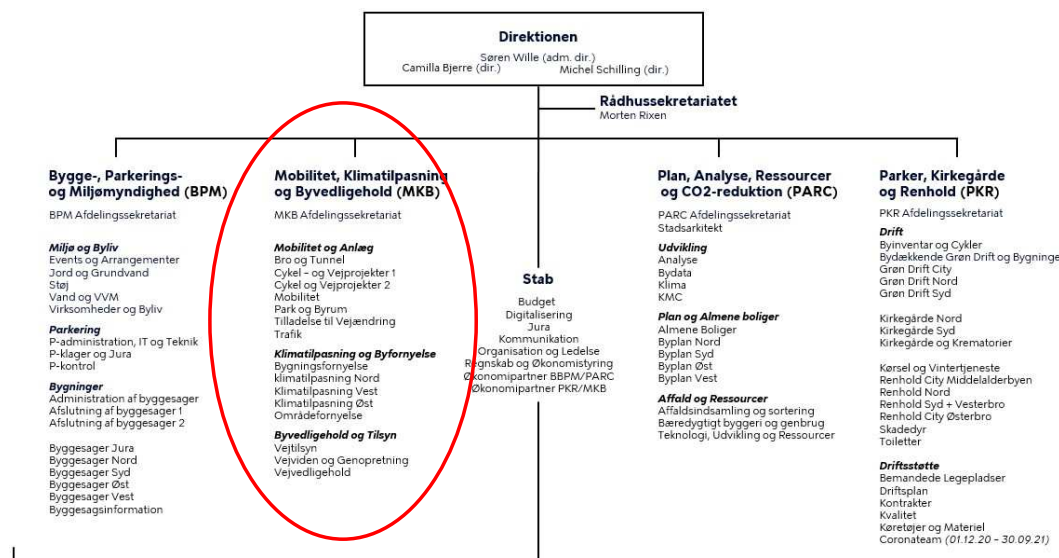 Direktionen
Søren Wille (adm. dir.)
Camilla Bjerre (dir.) Michel Schilling (dir.)
Rådhussekretariatet
Morten Rixen
Bygge-, Parkerings-
og Miljømyndighed (BPM)
BPM Afdelingssekretariat
Miljø og Byliv
Events og Arrangementer
Jord og Grundvand
Støj
Vand og VVM
Virksomheder og Byliv
Parkering
P-administration, IT og Teknik
P-klager og Jura
P-kontrol
Bygninger
Administration af byggesager
Afslutning af byggesager 1
Afslutning af byggesager 2
Byggesager Jura
Byggesager Nord
Byggesager Syd
Byggesager Øst
Byggesager Vest
Byggesagsinformation
Mobilitet, Klimatilpasning
og Byvedligehold (MKB)
MKB Afdelingssekretariat
Mobilitet og Anlæg
Bro og Tunnel
Cykel - og Vejprojekter 1
Cykel og Vejprojekter 2
Mobilitet
Park og Byrum
Tilladelse til Vejændring
Trafik
Klimatilpasning og Byfornyelse
Bygningsfornyelse
klimatilpasning Nord
Klimatilpasning Vest
Klimatilpasning Øst
Områdefornyelse
Byvedligehold og Tilsyn
Vejtilsyn
Vejviden og Genopretning
Vejvedligehold
Stab
Budget
Digitalisering
Jura
Kommunikation
Organisation og Ledelse
Regnskab og Økonomistyring
Økonomipartner BBPM/PARC
Økonomipartner PKR/MKB
Plan, Analyse, Ressourcer
og CO2-reduktion (PARC)
PARC Afdelingssekretariat
Stadsarkitekt
Udvikling
Analyse
Bydata
Klima
KMC
Plan og Almene boliger
Almene Boliger
Byplan Nord
Byplan Syd
Byplan Øst
Byplan Vest
Affald og Ressourcer
Affaldsindsamling og sortering
Bæredygtigt byggeri og genbrug
Teknologi, Udvikling og Ressourcer
Parker, Kirkegårde
og Renhold (PKR)
PKR Afdelingssekretariat
Drift
Byinventar og Cykler
Bydækkende Grøn Drift og Bygninge
Grøn Drift City
Grøn Drift Nord
Grøn Drift Syd
Kirkegårde Nord
Kirkegårde Syd
Kirkegårde og Krematorier
Kørsel og Vintertjeneste
Renhold City Middelalderbyen
Renhold Nord
Renhold Syd + Vesterbro
Renhold City Østerbro
Skadedyr
Toiletter
Driftsstøtte
Bemandede Legepladser
Driftsplan
Kontrakter
Kvalitet
Køretøjer og Materiel
Coronateam (01.12.20 - 30.09.21)